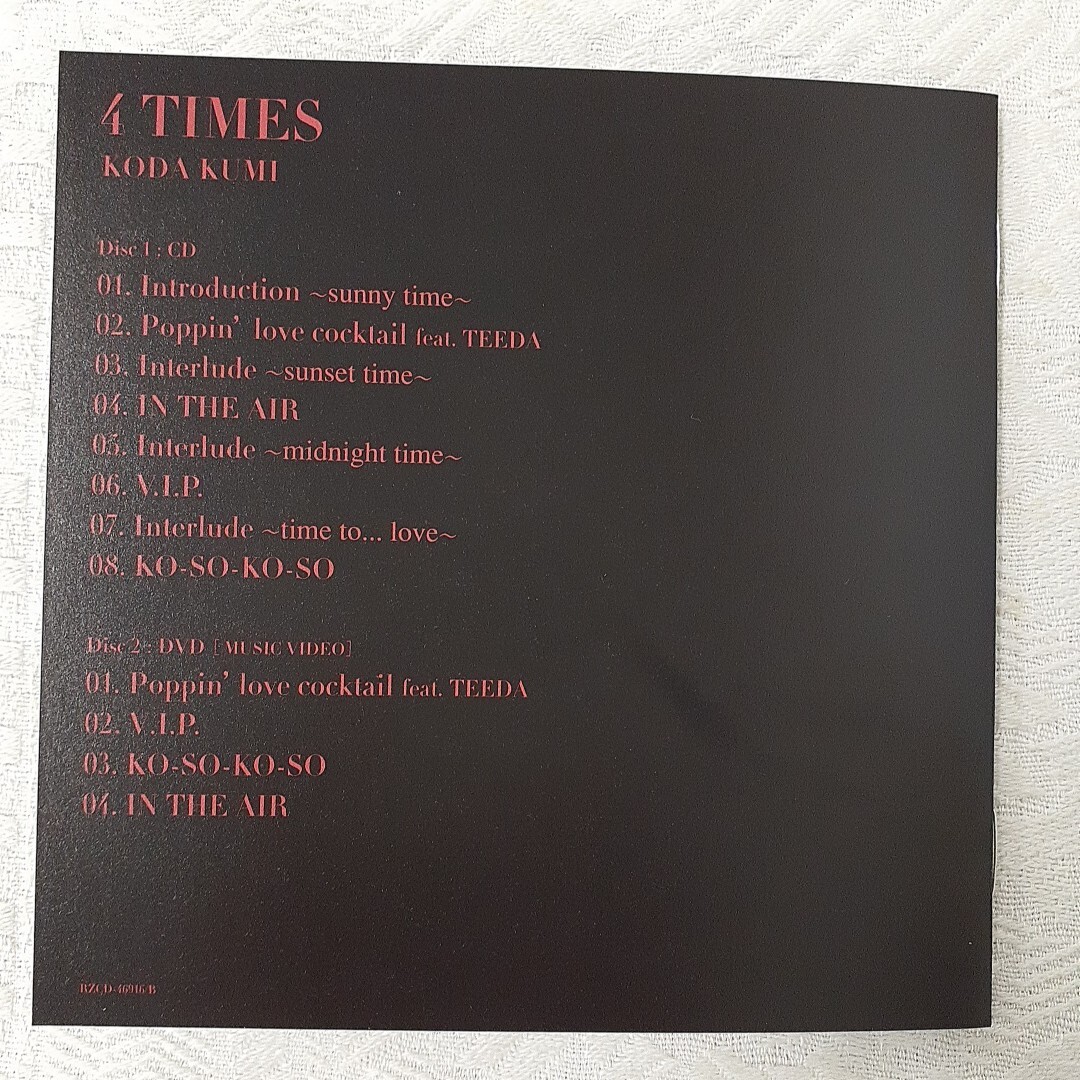 4 TIMES
KODA KUMI
Disc 1 : CD
01. Introduction ~sunny time~
02. Poppin' love cocktail feat. TEEDA
03. Interlude ~sunset time~
04. IN THE AIR
05. Interlude ~midnight time~
06. V.I.P.
07. Interlude ~time to... love~
08. KO-SO-KO-SO
Disc 2 : DVD [MUSIC VIDEO]
01. Poppin' love cocktail feat. TEEDA
02. V.I.P.
03. KO-SO-KO-SO
04. IN THE AIR
RZCD-46916/B